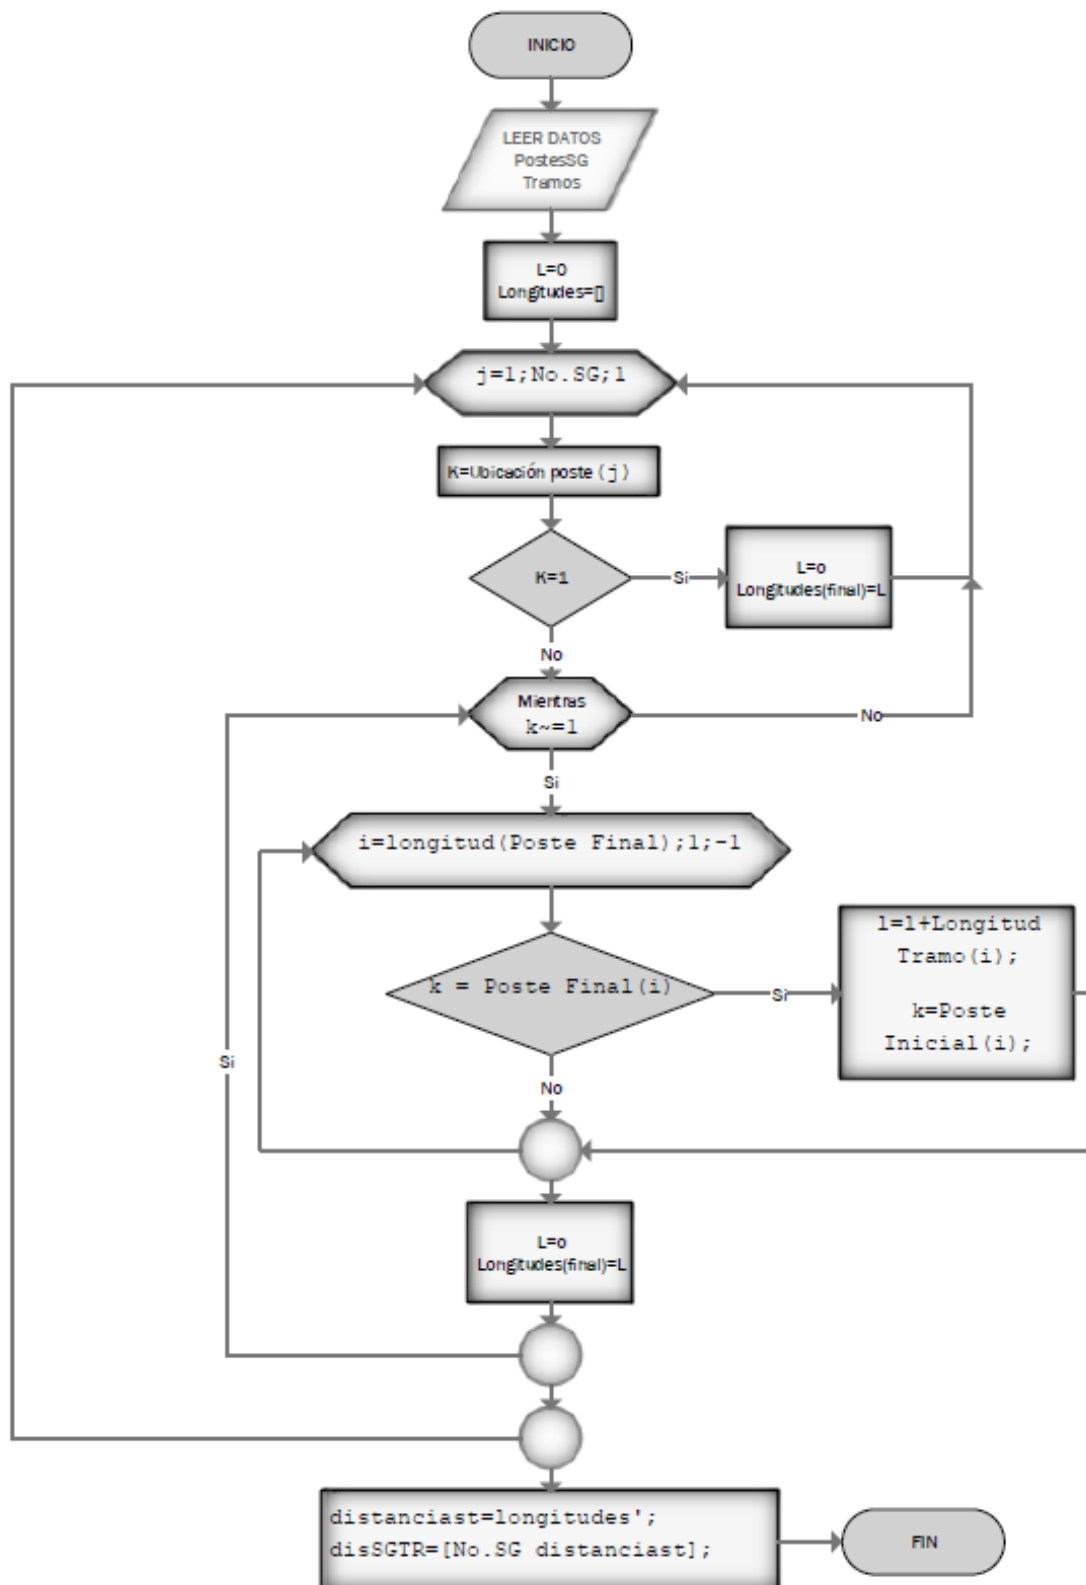 INICIO
LEER DATOS
PostesSG
Tramos
L=0
Longitudes=[]
j=1;No.SG;1
K=Ubicación poste (j)
K=1
Si
L=o
Longitudes(final)=L
No
Mientras
k~=1
No
Si
i=longitud(Poste Final);1;-1
k = Poste Final(i)
Si
l=l+Longitud
Tramo(i);
k=Poste
Inicial(i);
Si
No
L=o
Longitudes(final)=L
distanciast=longitudes';
disSGTR=[No.SG distanciast];
FIN